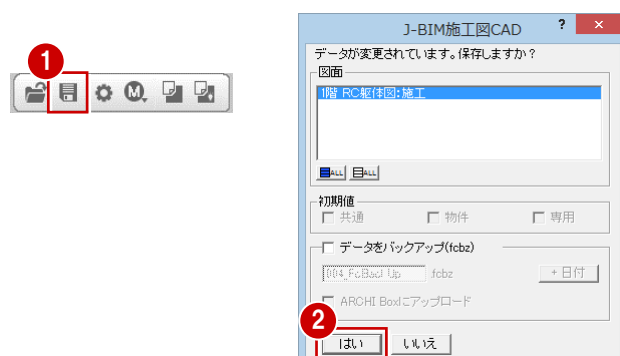 1
M
J-BIM施工図CAD ? ×
データが変更されています。保存しますか？
図面
1階 RC躯体図:施工
ALL ALL
初期値
共通 物件 専用
データをバックアップ(fcbz)
.fcbz + 日付
ARCHI Boxにアップロード
2
はい いいえ